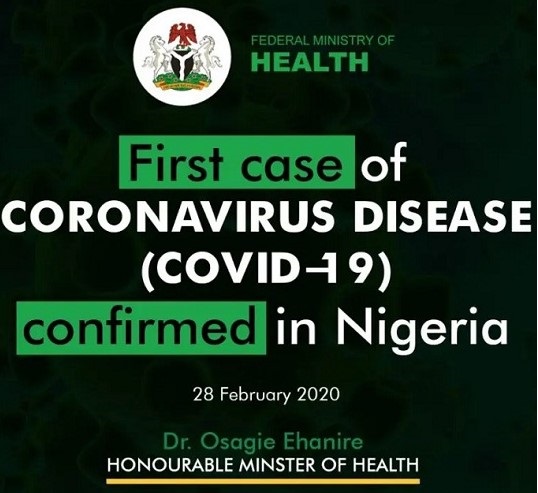 FEDERAL MINISTRY OF
HEALTH
First case of
CORONAVIRUS DISEASE
(COVID-19)
confirmed in Nigeria
28 February 2020
Dr. Osagie Ehanire
HONOURABLE MINSTER OF HEALTH